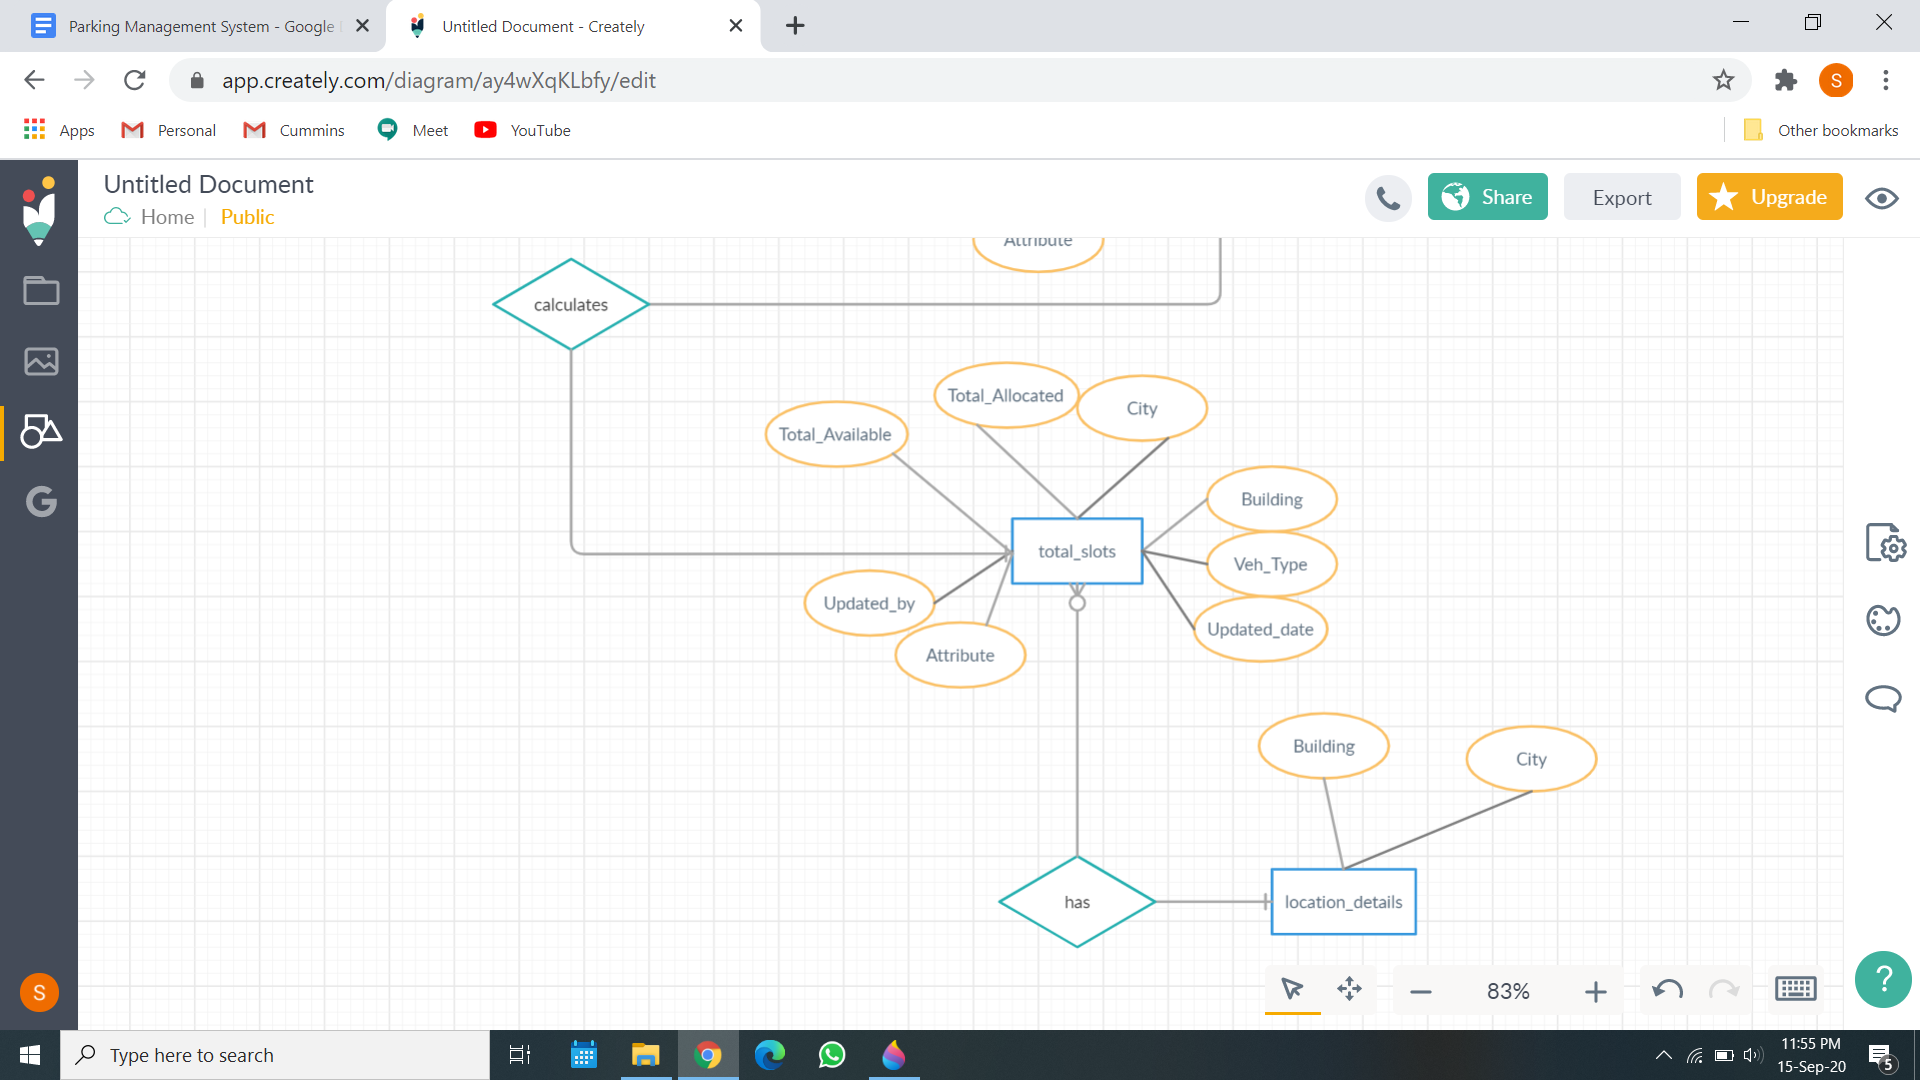 Parking Management System - Google
Untitled Document - Creately
app.creately.com/diagram/ay4wXqKLbfy/edit
Apps
Personal
Cummins
Meet
YouTube
Other bookmarks
Untitled Document
Home
Public
Share
Export
Upgrade
Attribute
calculates
Total_Allocated
City
Total_Available
Building
total_slots
Veh_Type
Updated_by
Updated_date
Attribute
Building
City
has
location_details
83%
?
S
S
G
Type here to search
11:55 PM
15-Sep-20
5